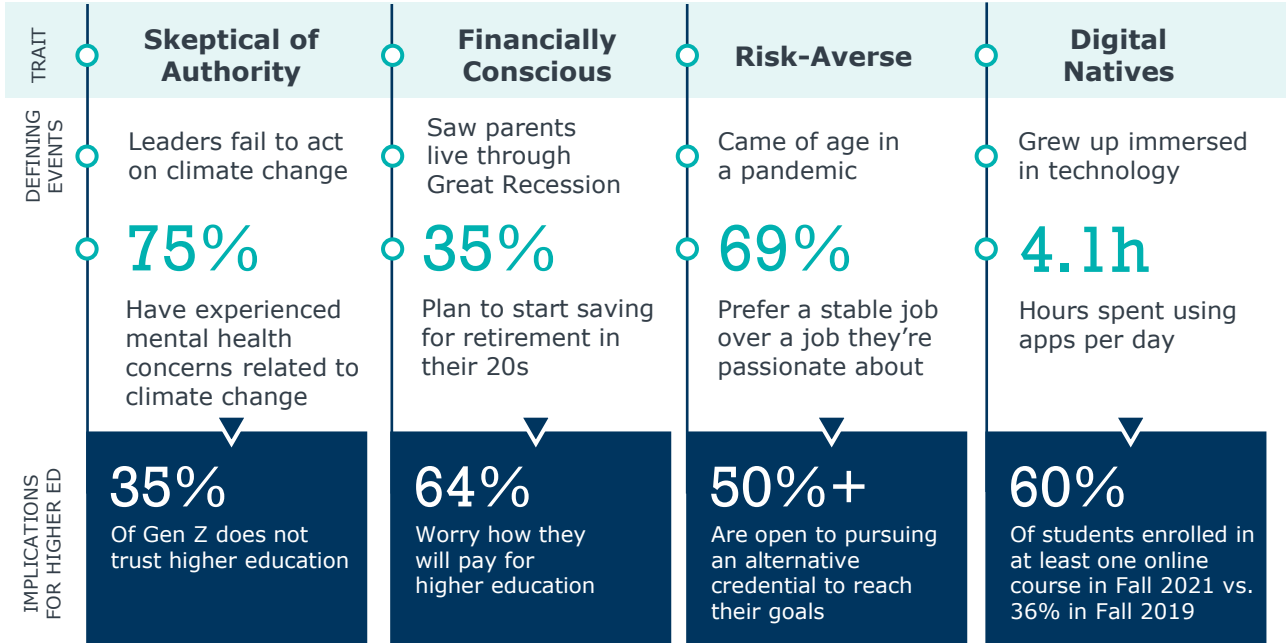 TRAIT
Skeptical of
Authority
Financially
Conscious
Risk-Averse
Digital
Natives
DEFINING
EVENTS
Leaders fail to act
on climate change
Saw parents
live through
Great Recession
Came of age in
a pandemic
Grew up immersed
in technology
75%
Have experienced
mental health
concerns related to
climate change
35%
Plan to start saving
for retirement in
their 20s
69%
Prefer a stable job
over a job they’re
passionate about
4.1h
Hours spent using
apps per day
IMPLICATIONS
FOR HIGHER ED
35%
Of Gen Z does not
trust higher education
64%
Worry how they
will pay for
higher education
50%+
Are open to pursuing
an alternative
credential to reach
their goals
60%
Of students enrolled in
at least one online
course in Fall 2021 vs.
36% in Fall 2019